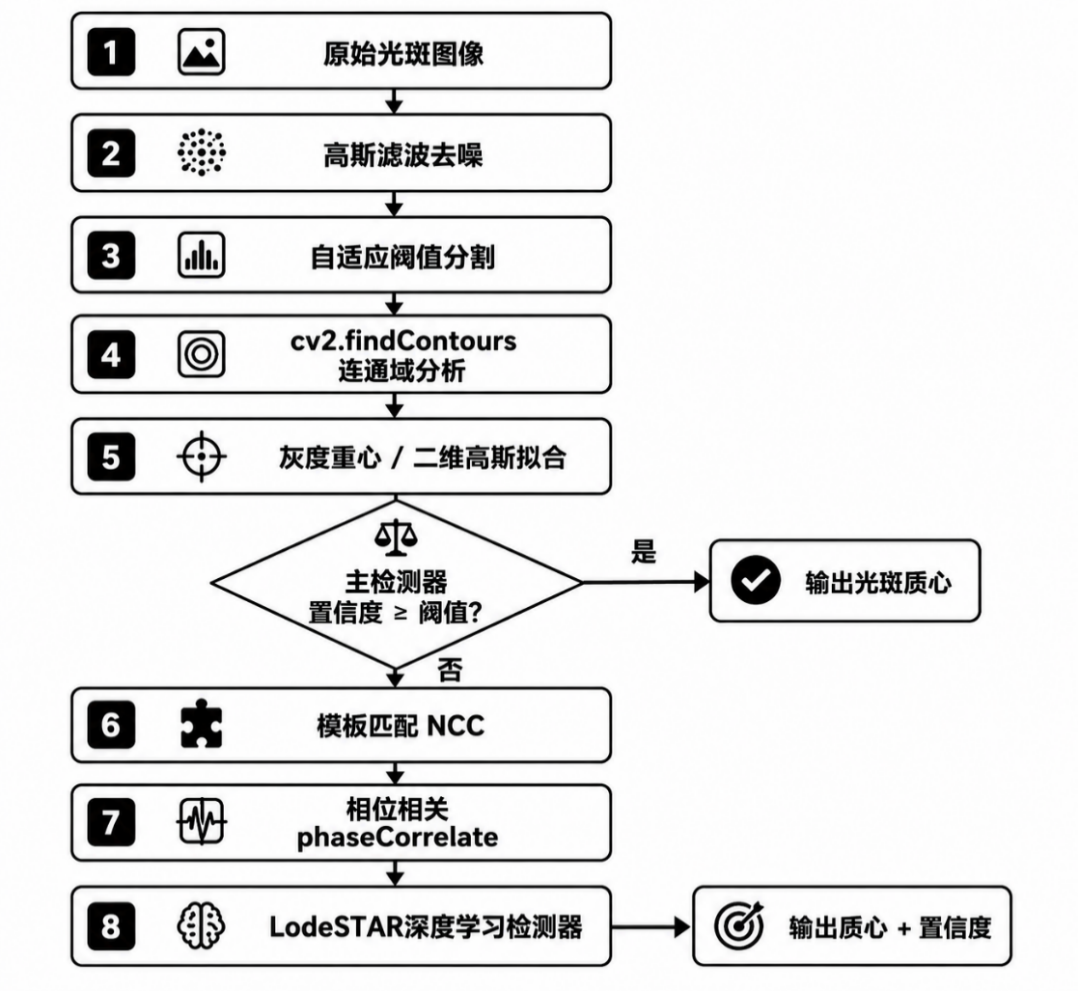 1
原始光斑图像
2
高斯滤波去噪
3
自适应阀值分割
4
cv2.findContours
连通域分析
5
灰度重心 / 二维高斯拟合
主检测器
置信度 ≥ 阀值?
是
输出光斑质心
否
6
模板匹配 NCC
7
相位相关
phaseCorrelate
8
LodeSTAR深度学习检测器
输出质心 + 置信度